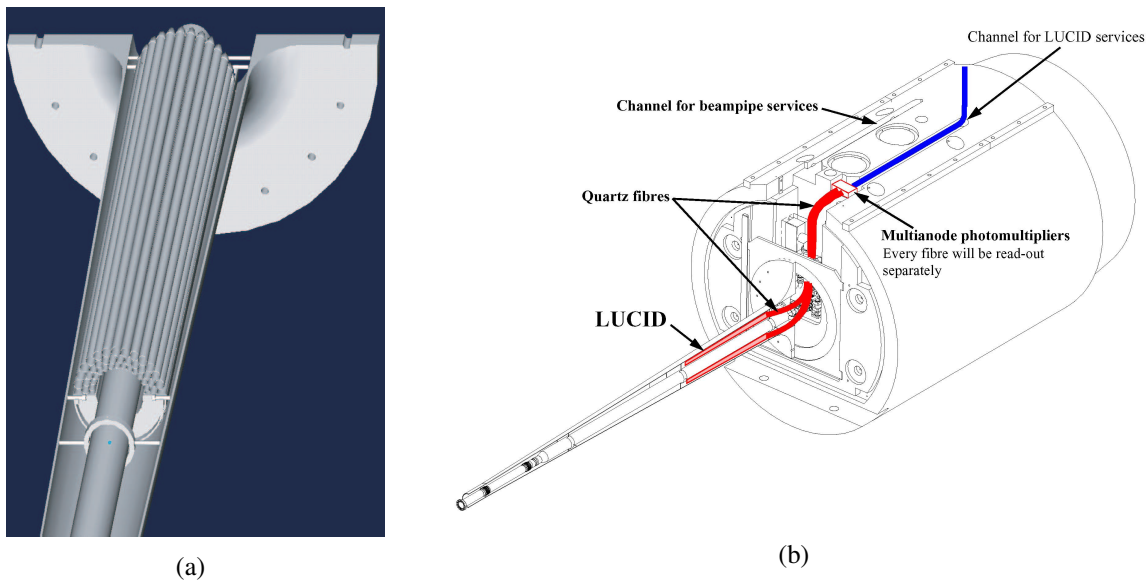 Channel for LUCID services
Channel for beampipe services
Quartz fibres
Multianode photomultipliers
Every fibre will be read-out
separately
LUCID
(a)
(b)